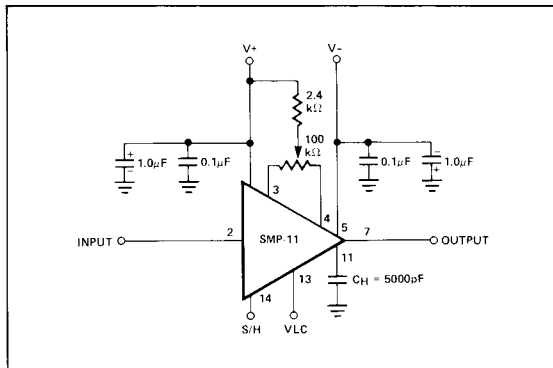 V+
V−
2.4
kΩ
100
kΩ
+
1.0μF
−
0.1μF
0.1μF
−
1.0μF
+
3
4
INPUT
2
SMP-11
5
7
OUTPUT
11
13
CH = 5000pF
14
S/H
VLC